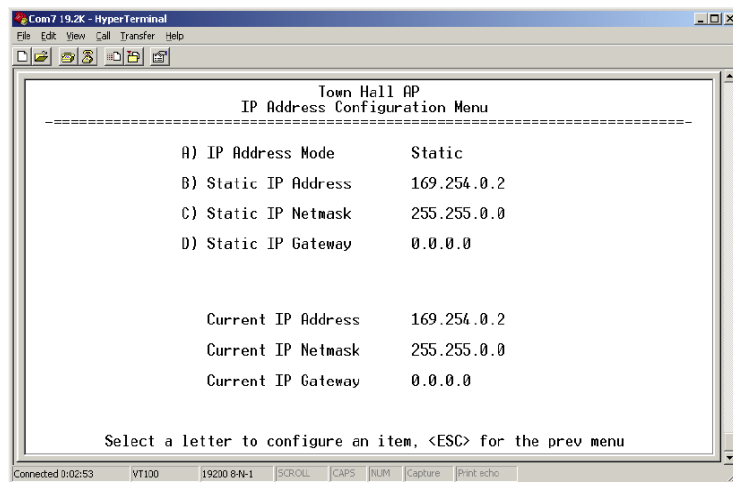 Com7 19.2K - HyperTerminal
File Edit View Call Transfer Help
Town Hall AP
IP Address Configuration Menu
-==========================================================================-
A) IP Address Mode Static
B) Static IP Address 169.254.0.2
C) Static IP Netmask 255.255.0.0
D) Static IP Gateway 0.0.0.0
Current IP Address 169.254.0.2
Current IP Netmask 255.255.0.0
Current IP Gateway 0.0.0.0
Select a letter to configure an item, <ESC> for the prev menu
Connected 0:02:53 VT100 19200 8-N-1 SCROLL CAPS NUM Capture Print echo